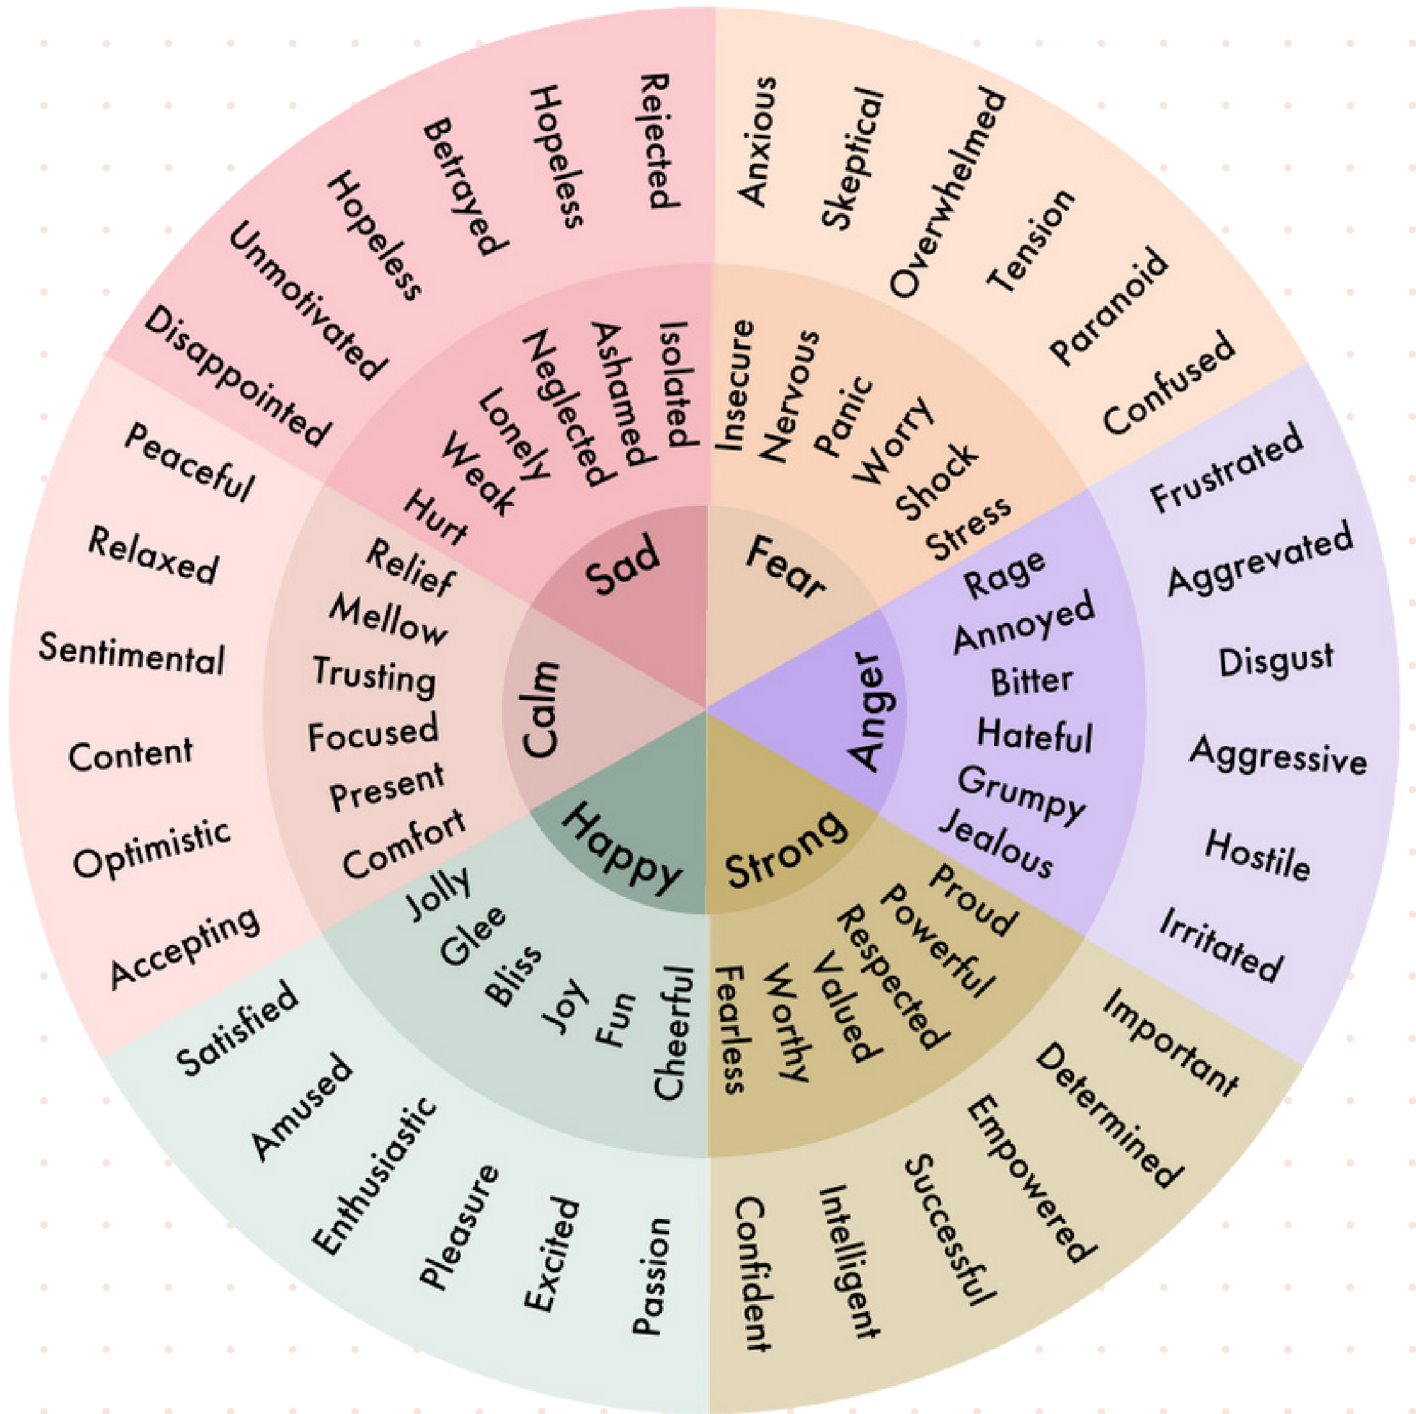 Sad
Fear
Anger
Strong
Happy
Calm
Isolated
Ashamed
Neglected
Lonely
Weak
Hurt
Rejected
Hopeless
Betrayed
Hopeless
Unmotivated
Disappointed
Insecure
Nervous
Panic
Worry
Shock
Stress
Anxious
Skeptical
Overwhelmed
Tension
Paranoid
Confused
Rage
Annoyed
Bitter
Hateful
Grumpy
Jealous
Frustrated
Aggrevated
Disgust
Aggressive
Hostile
Irritated
Proud
Powerful
Respected
Valued
Worthy
Fearless
Important
Determined
Empowered
Successful
Intelligent
Confident
Cheerful
Fun
Joy
Bliss
Glee
Jolly
Passion
Excited
Pleasure
Enthusiastic
Amused
Satisfied
Comfort
Present
Focused
Trusting
Mellow
Relief
Accepting
Optimistic
Content
Sentimental
Relaxed
Peaceful